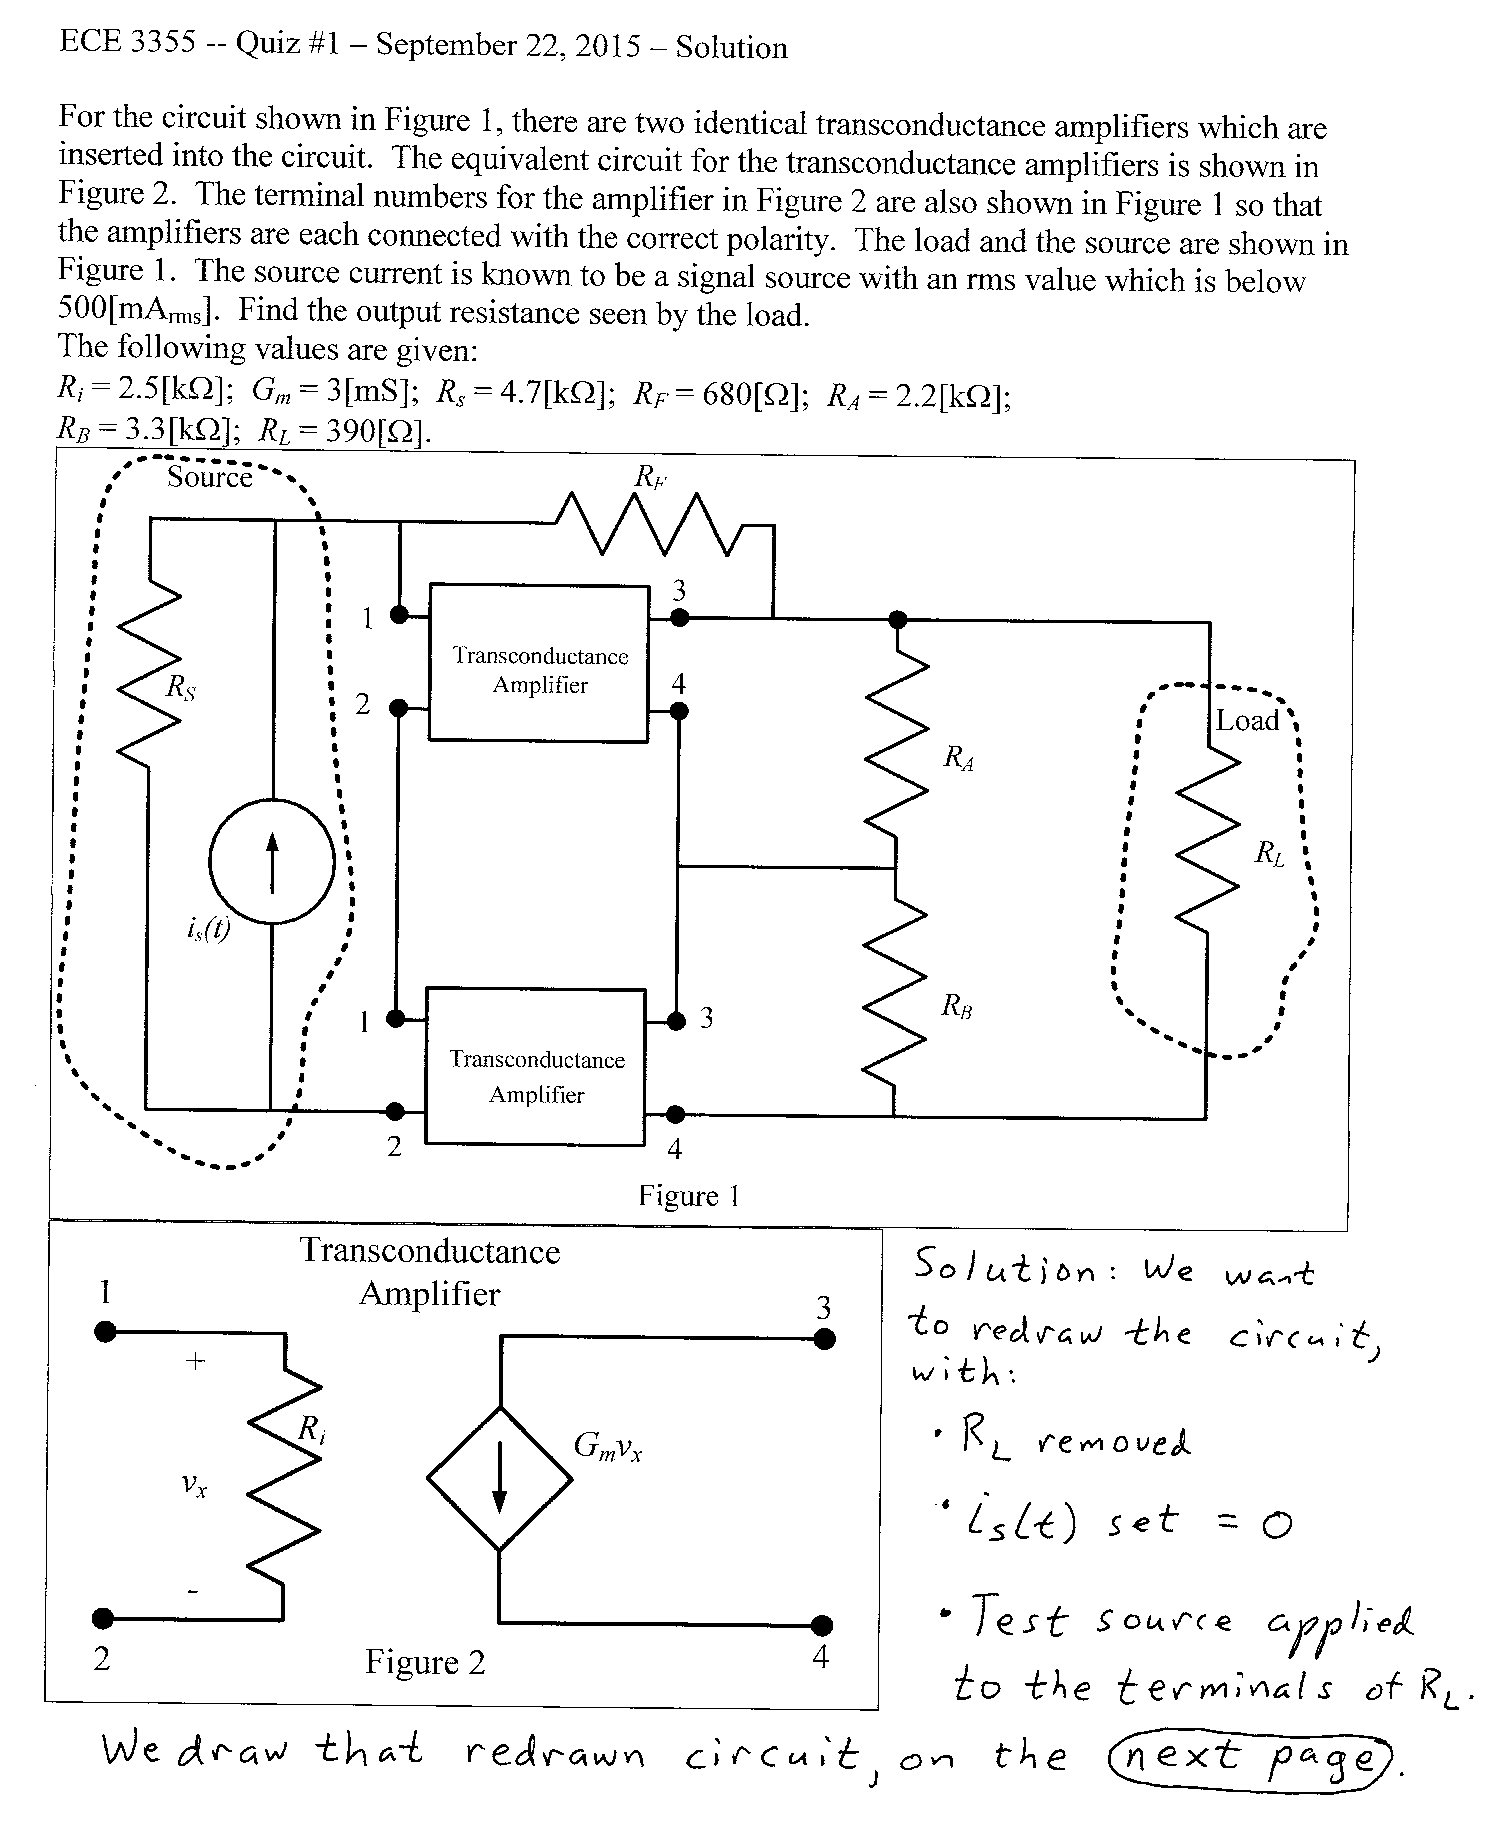 ECE 3355 -- Quiz #1 – September 22, 2015 – Solution
For the circuit shown in Figure 1, there are two identical transconductance amplifiers which are
inserted into the circuit. The equivalent circuit for the transconductance amplifiers is shown in
Figure 2. The terminal numbers for the amplifier in Figure 2 are also shown in Figure 1 so that
the amplifiers are each connected with the correct polarity. The load and the source are shown in
Figure 1. The source current is known to be a signal source with an rms value which is below
500[mArms]. Find the output resistance seen by the load.
The following values are given:
Ri = 2.5[kΩ]; Gm = 3[mS]; Rs = 4.7[kΩ]; RF = 680[Ω]; RA = 2.2[kΩ];
RB = 3.3[kΩ]; RL = 390[Ω].
Source
RF
1
3
Transconductance
Amplifier
2
4
RS
RA
Load
RL
is(t)
1
3
RB
Transconductance
Amplifier
2
4
Figure 1
Transconductance
Amplifier
1
3
+
Ri
vx
Gmvx
-
2
4
Figure 2
Solution: We want
to redraw the circuit,
with:
• RL removed
• is(t) set = 0
• Test source applied
to the terminals of RL.
We draw that redrawn circuit, on the next page.